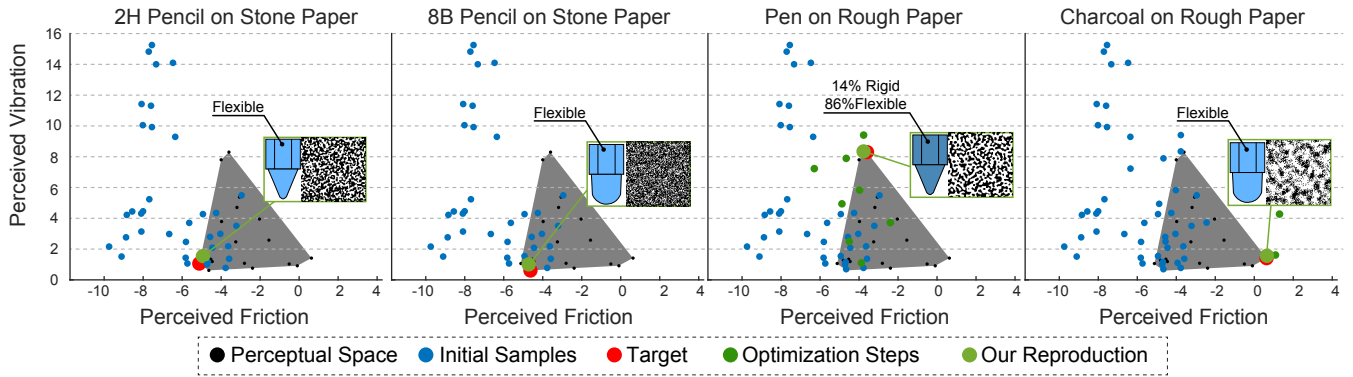 2H Pencil on Stone Paper
8B Pencil on Stone Paper
Pen on Rough Paper
Charcoal on Rough Paper
Perceived Vibration
16
14
12
10
8
6
4
2
0
Flexible
Flexible
14% Rigid
86%Flexible
Flexible
-10 -8 -6 -4 -2 0 2 4
-10 -8 -6 -4 -2 0 2 4
-10 -8 -6 -4 -2 0 2 4
-10 -8 -6 -4 -2 0 2 4
Perceived Friction
Perceived Friction
Perceived Friction
Perceived Friction
Perceptual Space
Initial Samples
Target
Optimization Steps
Our Reproduction